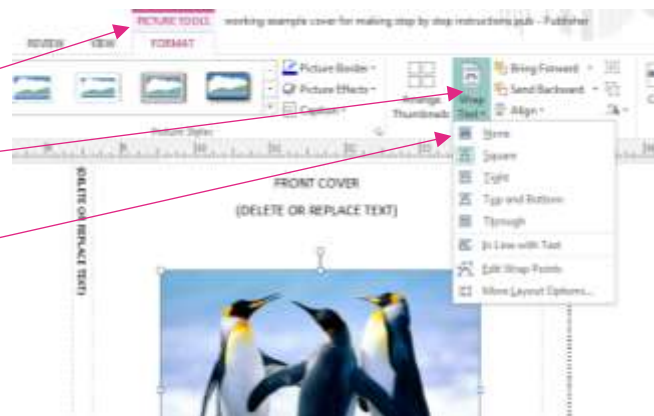 PICTURE TOOLS working example cover for making step by step instructions.pub - Publisher
REVIEW VIEW FORMAT
Picture Border
Picture Effects
Caption
Picture Styles
Arrange
Thumbnails
Wrap
Text
Bring Forward
Send Backward
Align
None
Square
Tight
Top and Bottom
Through
In Line with Text
Edit Wrap Points
More Layout Options...
FRONT COVER
(DELETE OR REPLACE TEXT)
(DELETE OR REPLACE TEXT)